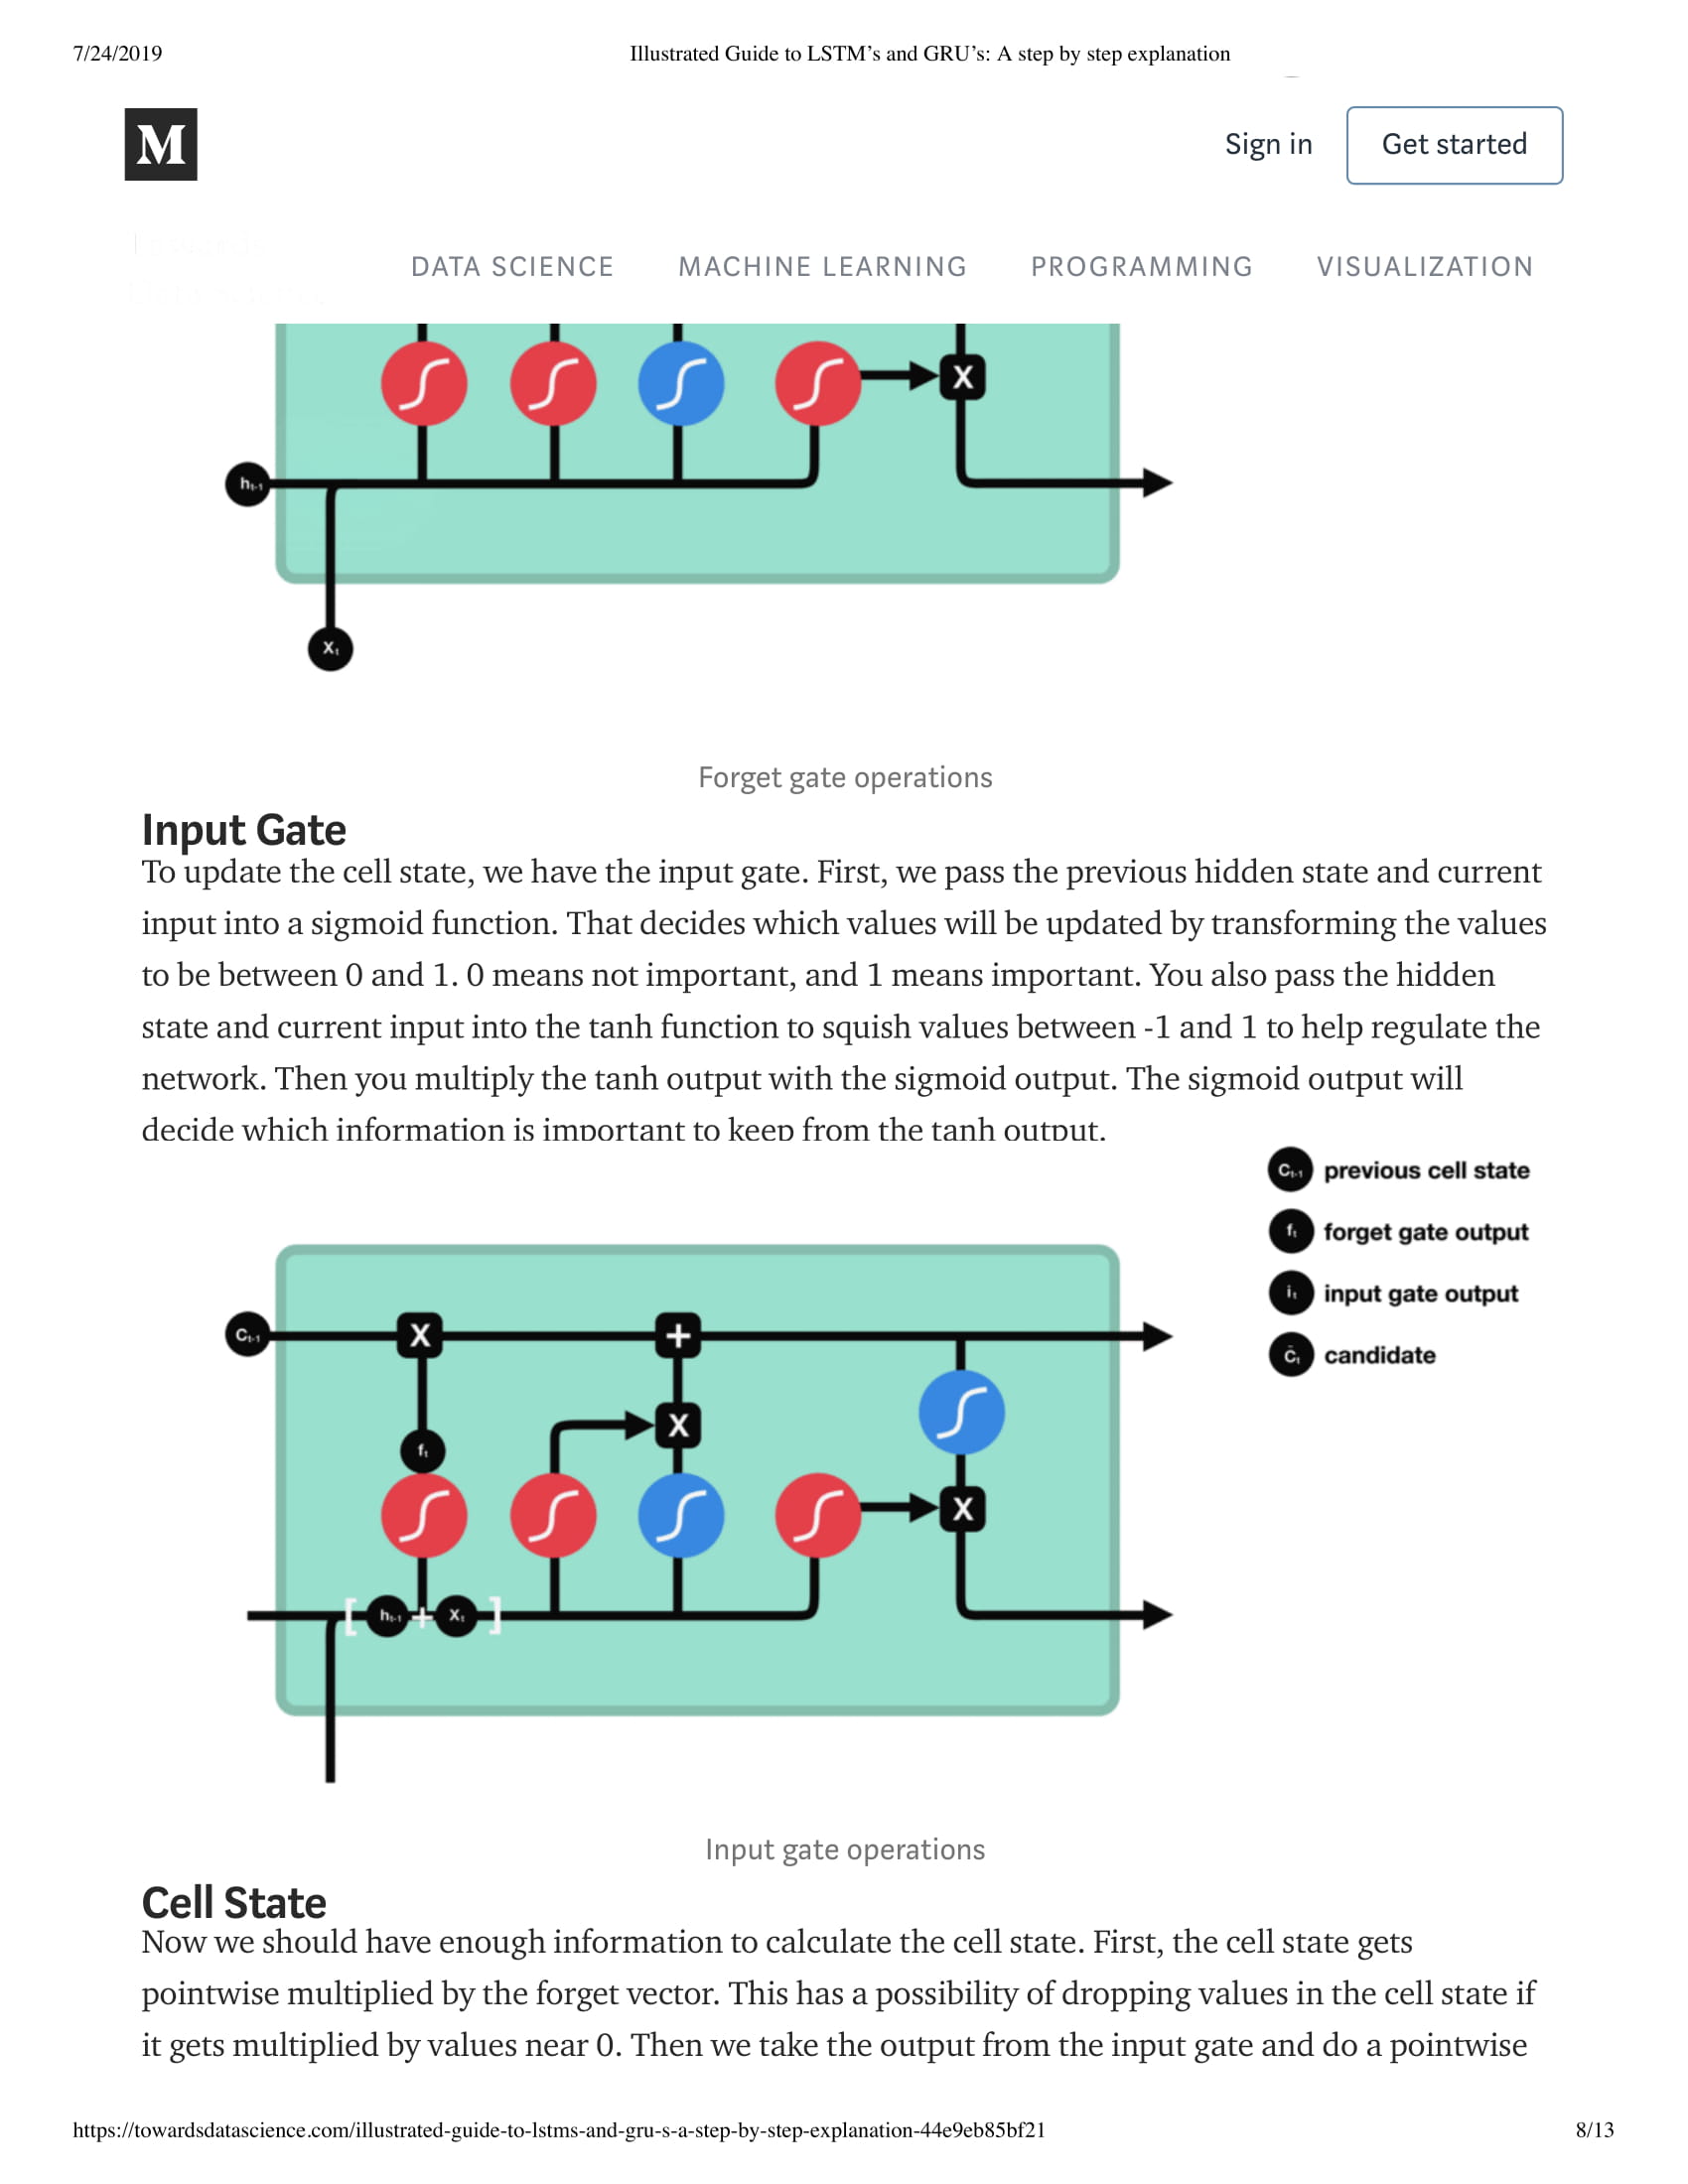 7/24/2019 Illustrated Guide to LSTM’s and GRU’s: A step by step explanation
M
Sign in Get started
DATA SCIENCE MACHINE LEARNING PROGRAMMING VISUALIZATION
X
hₜ₋₁
Xₜ
Forget gate operations
Input Gate
To update the cell state, we have the input gate. First, we pass the previous hidden state and current
input into a sigmoid function. That decides which values will be updated by transforming the values
to be between 0 and 1. 0 means not important, and 1 means important. You also pass the hidden
state and current input into the tanh function to squish values between -1 and 1 to help regulate the
network. Then you multiply the tanh output with the sigmoid output. The sigmoid output will
decide which information is important to keep from the tanh output.
Cₜ₋₁ previous cell state
fₜ forget gate output
iₜ input gate output
C̃ₜ candidate
Cₜ₋₁ X +
X
fₜ
X
[ hₜ₋₁ + Xₜ ]
Input gate operations
Cell State
Now we should have enough information to calculate the cell state. First, the cell state gets
pointwise multiplied by the forget vector. This has a possibility of dropping values in the cell state if
it gets multiplied by values near 0. Then we take the output from the input gate and do a pointwise
https://towardsdatascience.com/illustrated-guide-to-lstms-and-gru-s-a-step-by-step-explanation-44e9eb85bf21 8/13